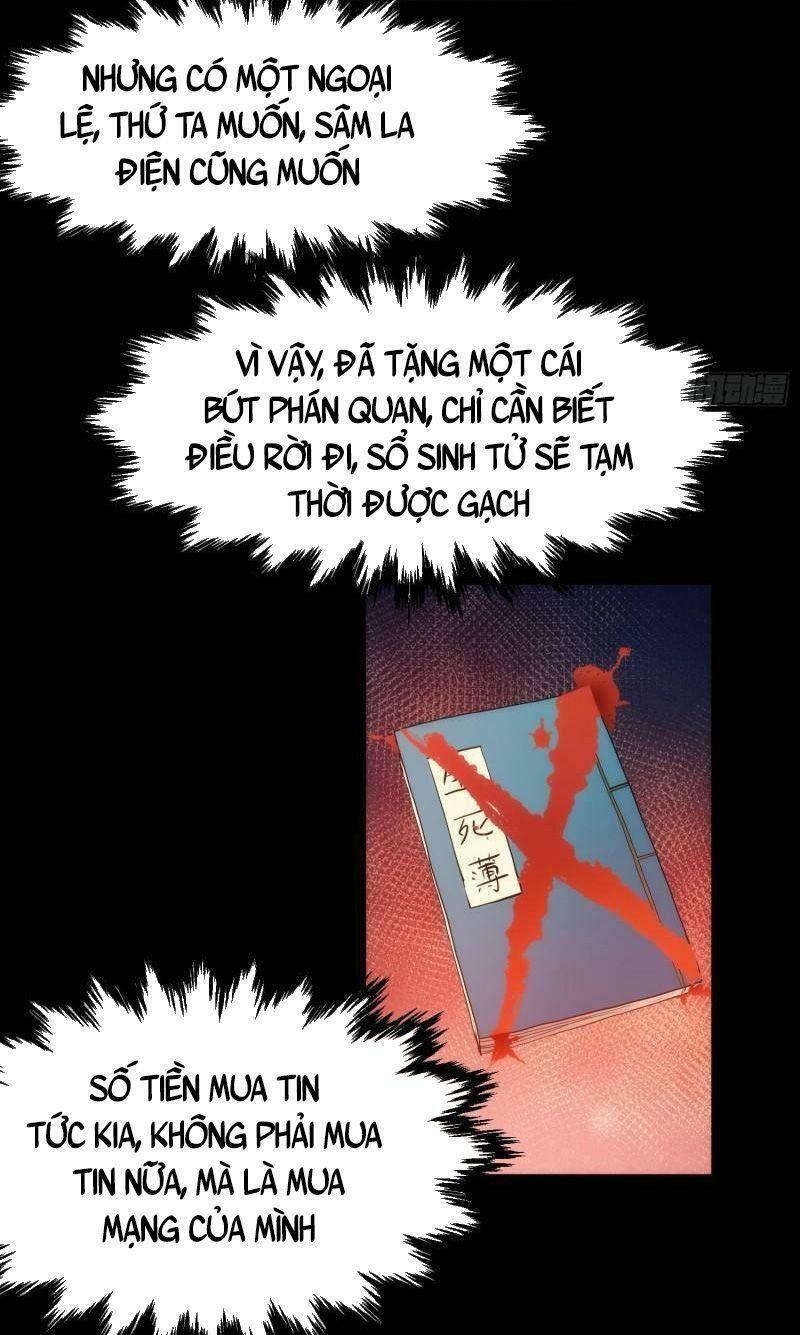 NHƯNG CÓ MỘT NGOẠI
LỆ, THỨ TA MUỐN, SÂM LA
ĐIỆN CŨNG MUỐN
VÌ VẬY, ĐÃ TẶNG MỘT CÁI
BÚT PHÁN QUAN, CHỈ CẦN BIẾT
ĐIỀU RỜI ĐI, SỔ SINH TỬ SẼ TẠM
THỜI ĐƯỢC GẠCH
生
死
薄
SỐ TIỀN MUA TIN
TỨC KIA, KHÔNG PHẢI MUA
TIN NỮA, MÀ LÀ MUA
MẠNG CỦA MÌNH